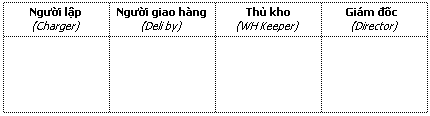 Người lập Người giao hàng Thủ kho Giám đốc
(Charger) (Deli by) (WH Keeper) (Director)